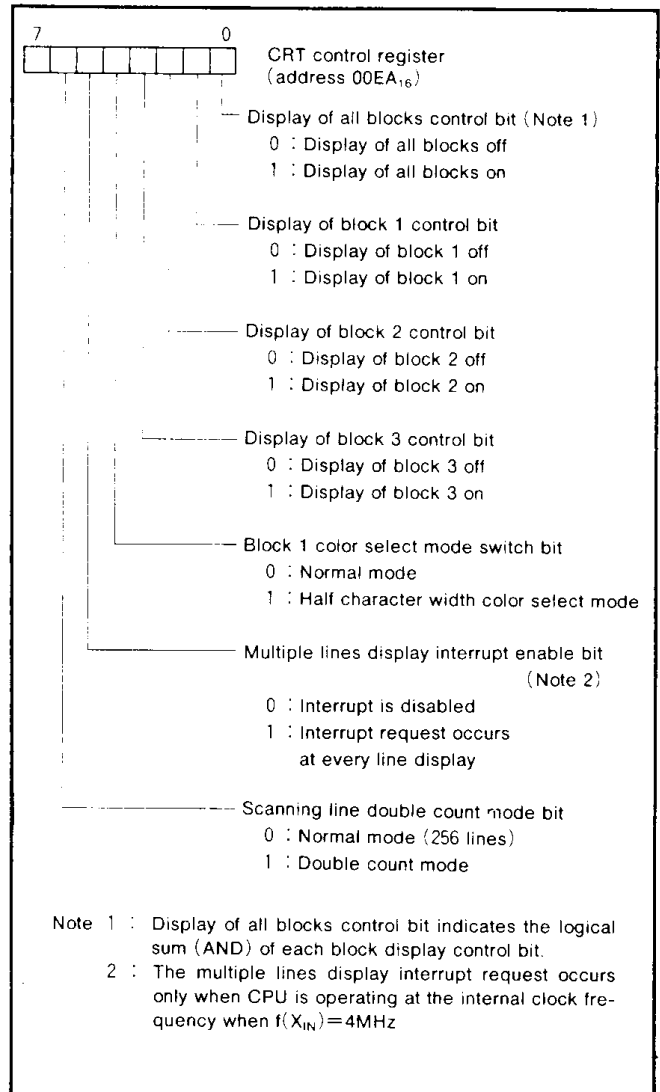 7 0
CRT control register
(address 00EA₁₆)
Display of all blocks control bit (Note 1)
0 : Display of all blocks off
1 : Display of all blocks on
Display of block 1 control bit
0 : Display of block 1 off
1 : Display of block 1 on
Display of block 2 control bit
0 : Display of block 2 off
1 : Display of block 2 on
Display of block 3 control bit
0 : Display of block 3 off
1 : Display of block 3 on
Block 1 color select mode switch bit
0 : Normal mode
1 : Half character width color select mode
Multiple lines display interrupt enable bit
(Note 2)
0 : Interrupt is disabled
1 : Interrupt request occurs
at every line display
Scanning line double count mode bit
0 : Normal mode (256 lines)
1 : Double count mode
Note 1 : Display of all blocks control bit indicates the logical
sum (AND) of each block display control bit.
2 : The multiple lines display interrupt request occurs
only when CPU is operating at the internal clock fre-
quency when f(X_IN)=4MHz